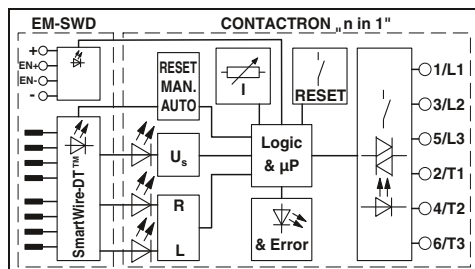 EM-SWD
CONTACTRON „n in 1"
+
EN+
EN-
-
SmartWire-DT™
RESET
MAN.
AUTO
I
RESET
Us
Logic
& µP
R
L
& Error
1/L1
3/L2
5/L3
2/T1
4/T2
6/T3